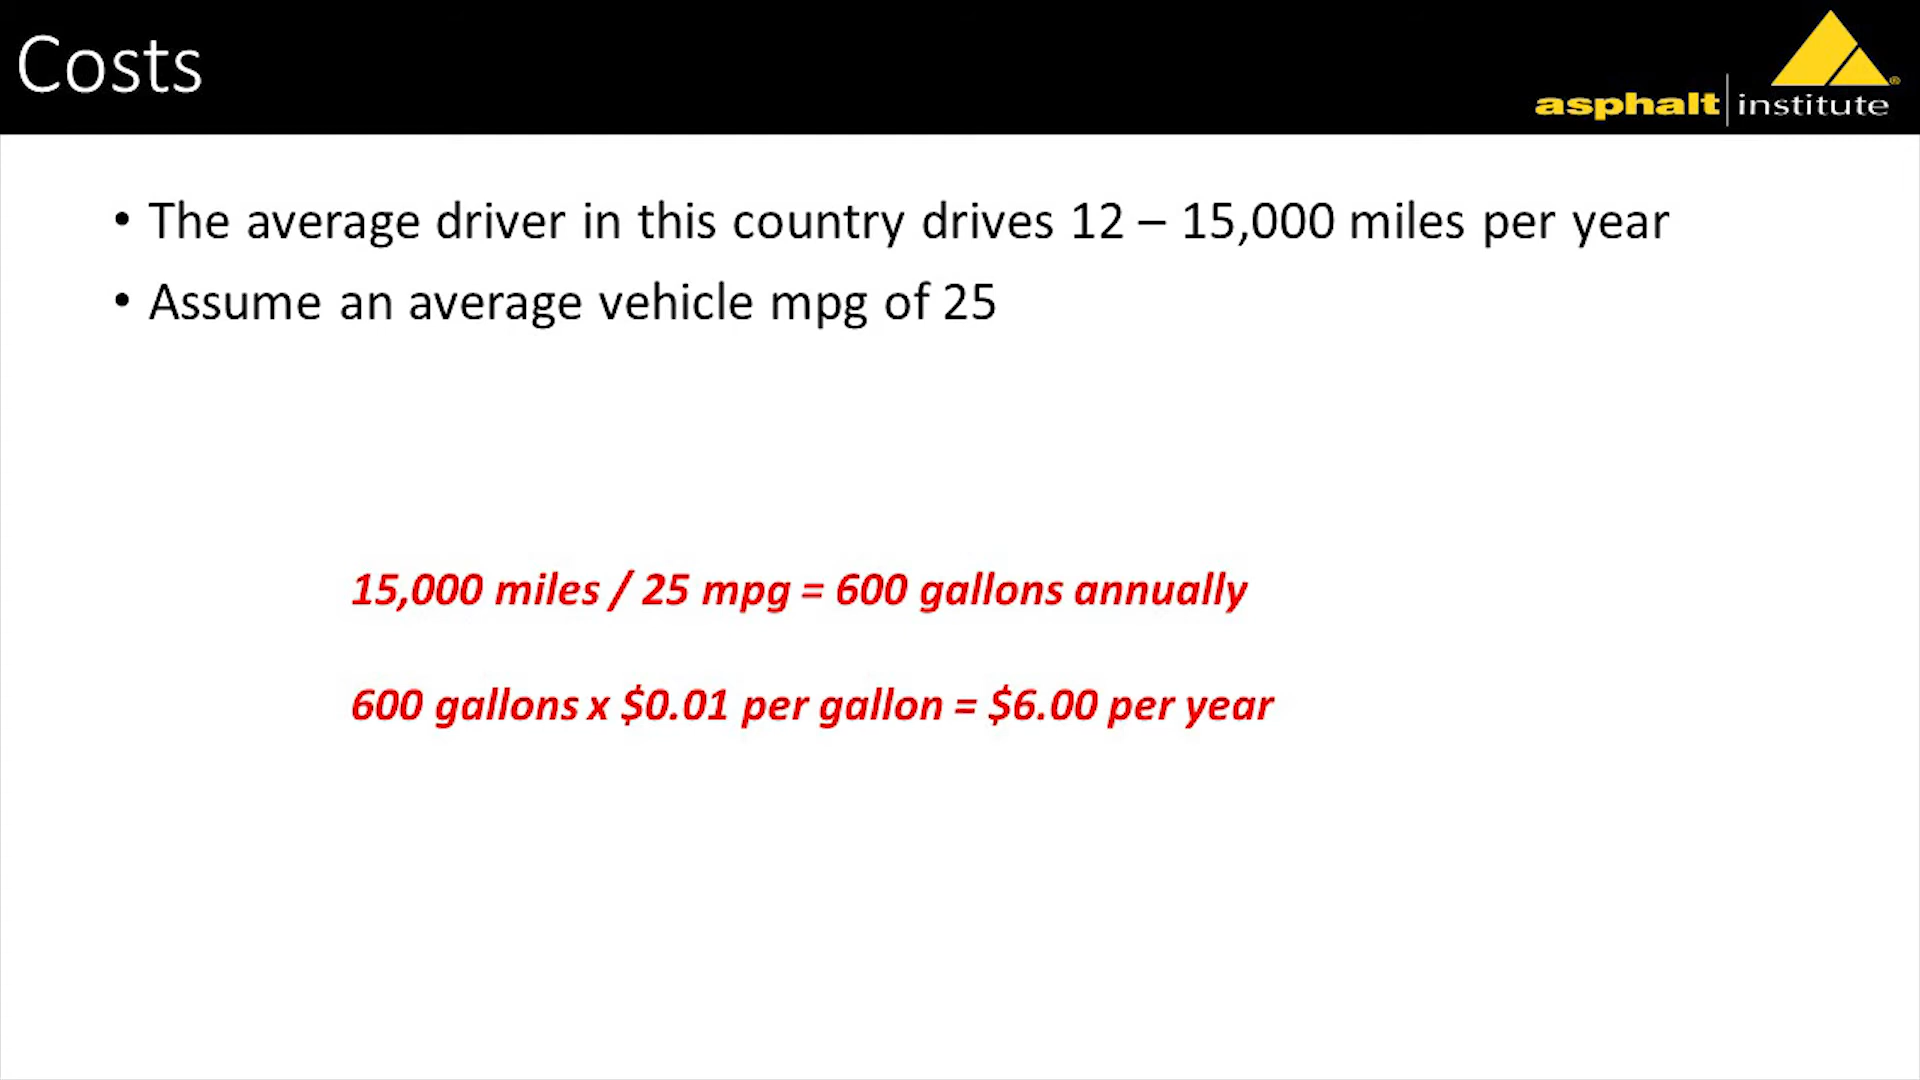 Costs
asphalt institute®
• The average driver in this country drives 12 – 15,000 miles per year
• Assume an average vehicle mpg of 25
15,000 miles / 25 mpg = 600 gallons annually
600 gallons x $0.01 per gallon = $6.00 per year